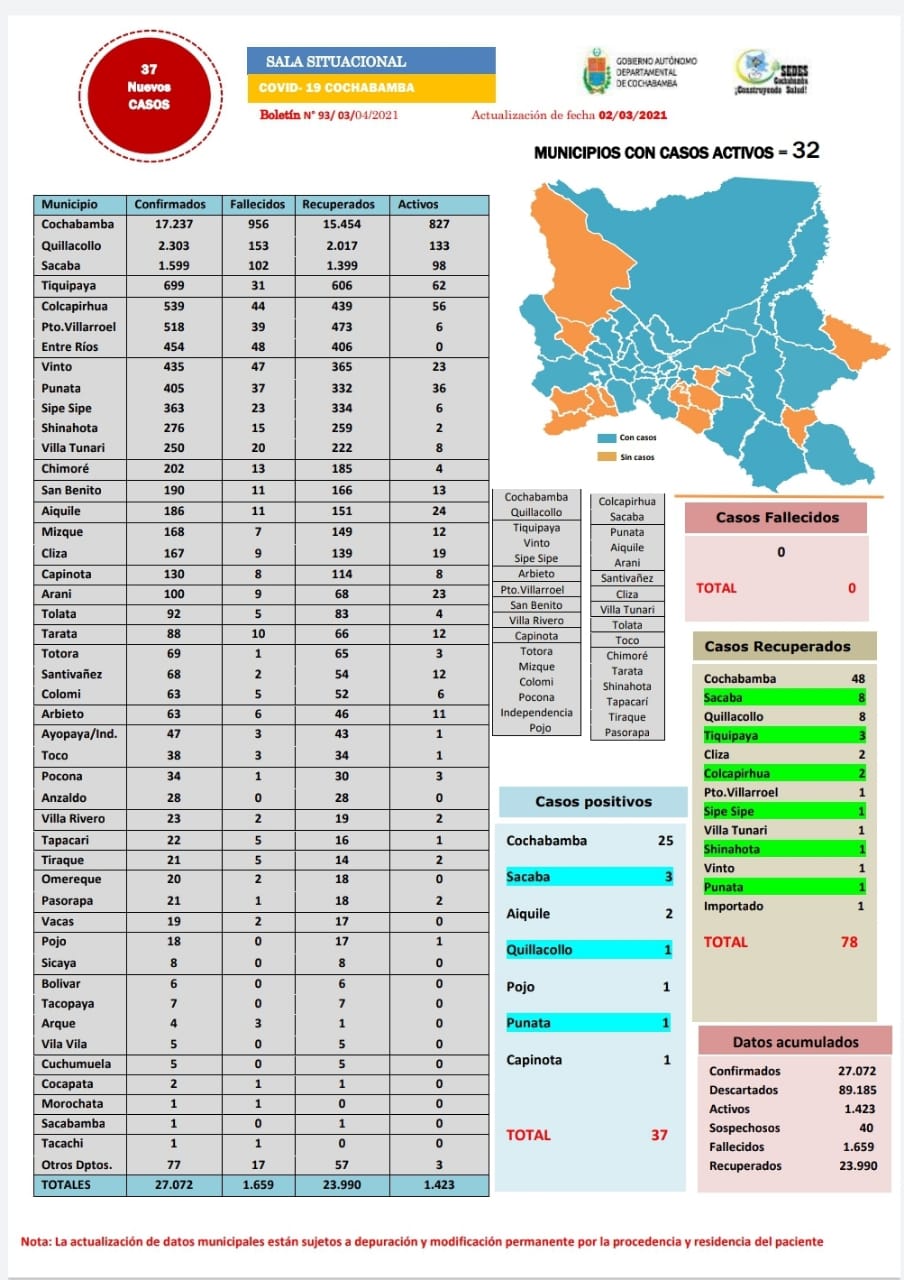 37
Nuevos
CASOS
SALA SITUACIONAL
COVID- 19 COCHABAMBA
Boletín N° 93/ 03/04/2021
Actualización de fecha 02/03/2021
GOBIERNO AUTÓNOMO
DEPARTAMENTAL
DE COCHABAMBA
SEDES
Cochabamba
¡Construyendo Salud!
MUNICIPIOS CON CASOS ACTIVOS = 32
Municipio Confirmados Fallecidos Recuperados Activos
Cochabamba 17.237 956 15.454 827
Quillacollo 2.303 153 2.017 133
Sacaba 1.599 102 1.399 98
Tiquipaya 699 31 606 62
Colcapirhua 539 44 439 56
Pto.Villarroel 518 39 473 6
Entre Ríos 454 48 406 0
Vinto 435 47 365 23
Punata 405 37 332 36
Sipe Sipe 363 23 334 6
Shinahota 276 15 259 2
Villa Tunari 250 20 222 8
Chimoré 202 13 185 4
San Benito 190 11 166 13
Aiquile 186 11 151 24
Mizque 168 7 149 12
Cliza 167 9 139 19
Capinota 130 8 114 8
Arani 100 9 68 23
Tolata 92 5 83 4
Tarata 88 10 66 12
Totora 69 1 65 3
Santivañez 68 2 54 12
Colomi 63 5 52 6
Arbieto 63 6 46 11
Ayopaya/Ind. 47 3 43 1
Toco 38 3 34 1
Pocona 34 1 30 3
Anzaldo 28 0 28 0
Villa Rivero 23 2 19 2
Tapacari 22 5 16 1
Tiraque 21 5 14 2
Omereque 20 2 18 0
Pasorapa 21 1 18 2
Vacas 19 2 17 0
Pojo 18 0 17 1
Sicaya 8 0 8 0
Bolivar 6 0 6 0
Tacopaya 7 0 7 0
Arque 4 3 1 0
Vila Vila 5 0 5 0
Cuchumuela 5 0 5 0
Cocapata 2 1 1 0
Morochata 1 1 0 0
Sacabamba 1 0 1 0
Tacachi 1 1 0 0
Otros Dptos. 77 17 57 3
TOTALES 27.072 1.659 23.990 1.423
Con casos
Sin casos
Cochabamba
Quillacollo
Tiquipaya
Vinto
Sipe Sipe
Arbieto
Pto.Villarroel
San Benito
Villa Rivero
Capinota
Totora
Mizque
Colomi
Pocona
Independencia
Pojo
Colcapirhua
Sacaba
Punata
Aiquile
Arani
Santivañez
Cliza
Villa Tunari
Tolata
Toco
Chimoré
Tarata
Shinahota
Tapacarí
Tiraque
Pasorapa
Casos Fallecidos
0
TOTAL 0
Casos Recuperados
Cochabamba 48
Sacaba 8
Quillacollo 8
Tiquipaya 3
Cliza 2
Colcapirhua 2
Pto.Villarroel 1
Sipe Sipe 1
Villa Tunari 1
Shinahota 1
Vinto 1
Punata 1
Importado 1
TOTAL 78
Casos positivos
Cochabamba 25
Sacaba 3
Aiquile 2
Quillacollo 1
Pojo 1
Punata 1
Capinota 1
TOTAL 37
Datos acumulados
Confirmados 27.072
Descartados 89.185
Activos 1.423
Sospechosos 40
Fallecidos 1.659
Recuperados 23.990
Nota: La actualización de datos municipales están sujetos a depuración y modificación permanente por la procedencia y residencia del paciente